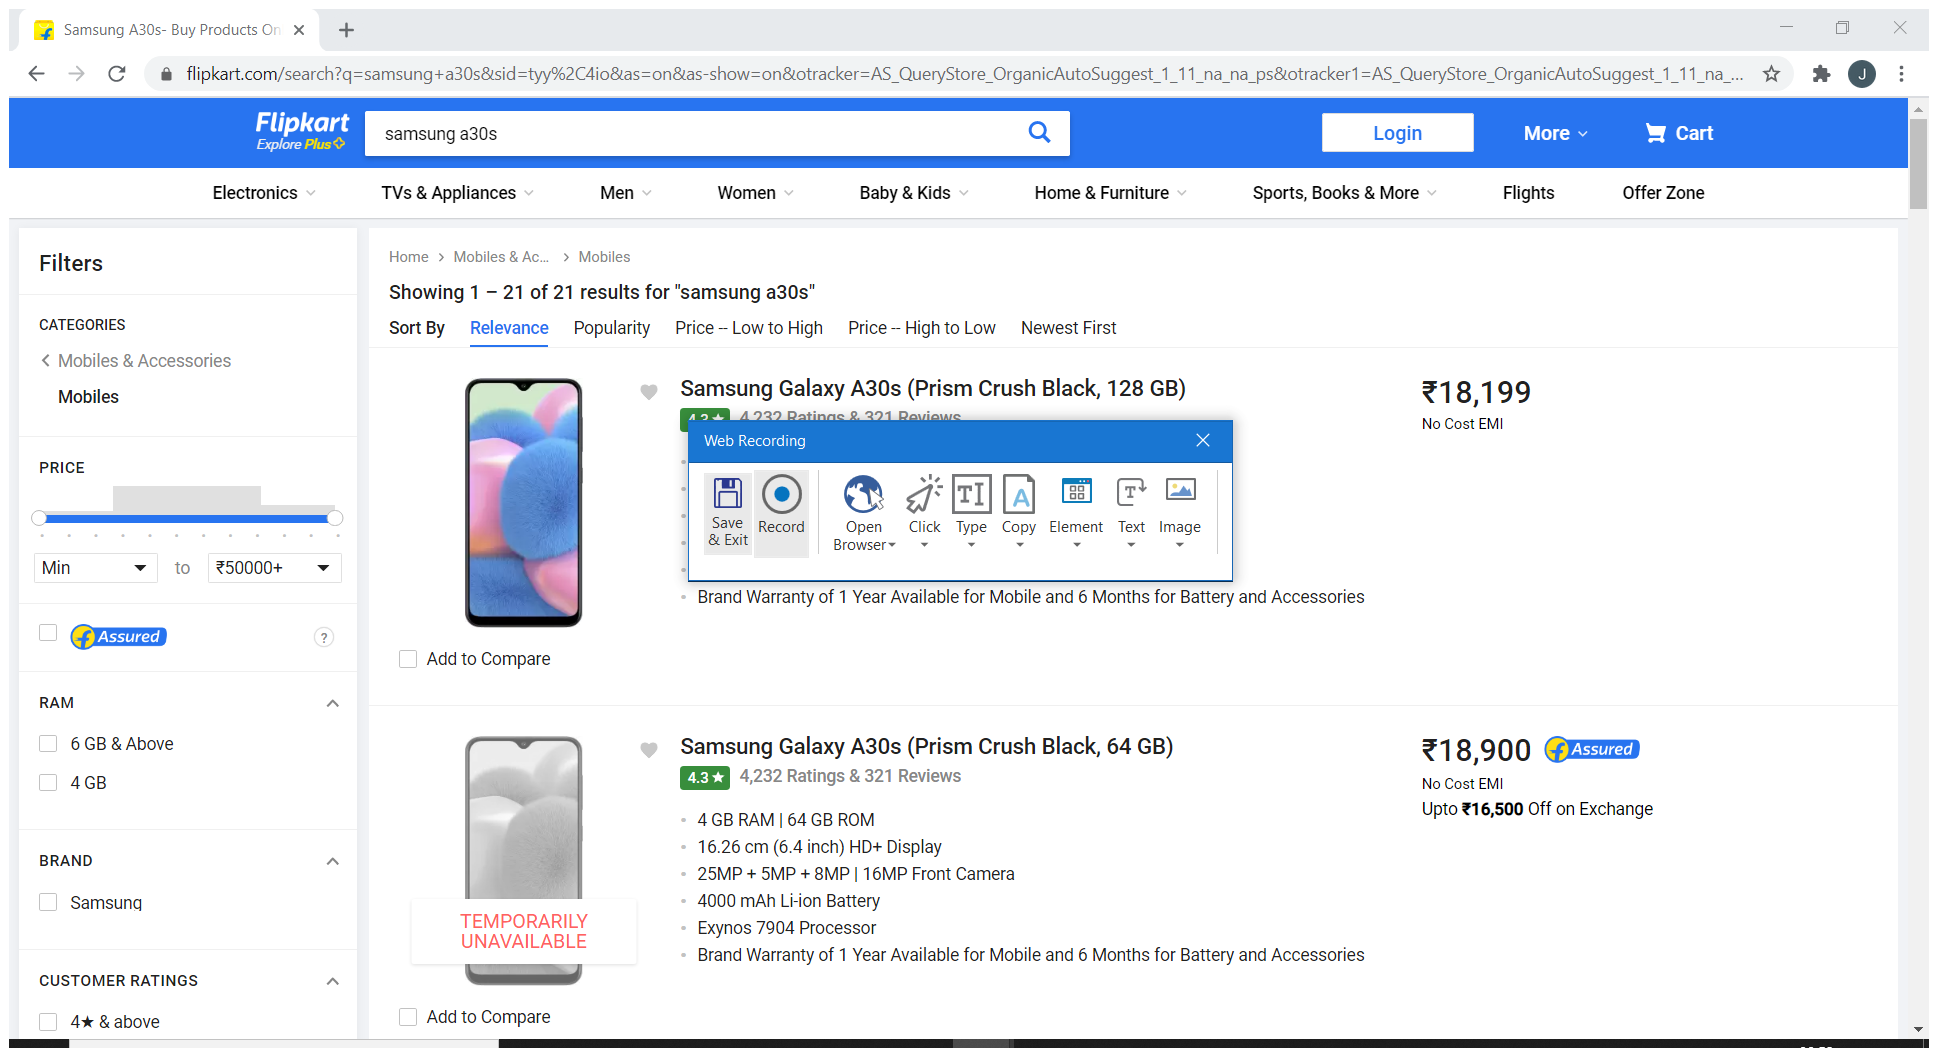 Samsung A30s- Buy Products On
flipkart.com/search?q=samsung+a30s&sid=tyy%2C4io&as=on&as-show=on&otracker=AS_QueryStore_OrganicAutoSuggest_1_11_na_na_ps&otracker1=AS_QueryStore_OrganicAutoSuggest_1_11_na_...
J
Flipkart
Explore Plus
samsung a30s
Login
More
Cart
Electronics
TVs & Appliances
Men
Women
Baby & Kids
Home & Furniture
Sports, Books & More
Flights
Offer Zone
Filters
CATEGORIES
Mobiles & Accessories
Mobiles
PRICE
Min
to
₹50000+
Assured
?
RAM
6 GB & Above
4 GB
BRAND
Samsung
CUSTOMER RATINGS
4★ & above
Home > Mobiles & Ac... > Mobiles
Showing 1 – 21 of 21 results for "samsung a30s"
Sort By
Relevance
Popularity
Price -- Low to High
Price -- High to Low
Newest First
Samsung Galaxy A30s (Prism Crush Black, 128 GB)
4.3★ 4,232 Ratings & 321 Reviews
₹18,199
No Cost EMI
Web Recording
Save & Exit
Record
Open Browser
Click
Type
Copy
Element
Text
Image
Brand Warranty of 1 Year Available for Mobile and 6 Months for Battery and Accessories
Add to Compare
Samsung Galaxy A30s (Prism Crush Black, 64 GB)
4.3★ 4,232 Ratings & 321 Reviews
4 GB RAM | 64 GB ROM
16.26 cm (6.4 inch) HD+ Display
25MP + 5MP + 8MP | 16MP Front Camera
4000 mAh Li-ion Battery
Exynos 7904 Processor
Brand Warranty of 1 Year Available for Mobile and 6 Months for Battery and Accessories
₹18,900
Assured
No Cost EMI
Upto ₹16,500 Off on Exchange
TEMPORARILY
UNAVAILABLE
Add to Compare